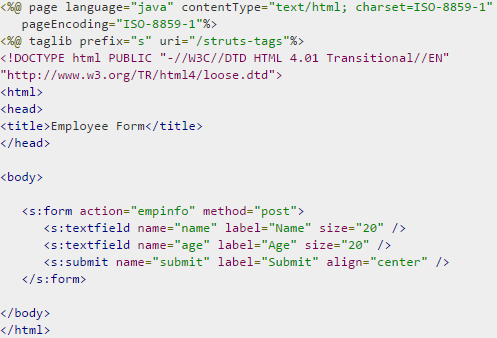 <%@ page language="java" contentType="text/html; charset=ISO-8859-1"
   pageEncoding="ISO-8859-1"%>
<%@ taglib prefix="s" uri="/struts-tags"%>
<!DOCTYPE html PUBLIC "-//W3C//DTD HTML 4.01 Transitional//EN"
"http://www.w3.org/TR/html4/loose.dtd">
<html>
<head>
<title>Employee Form</title>
</head>

<body>

   <s:form action="empinfo" method="post">
      <s:textfield name="name" label="Name" size="20" />
      <s:textfield name="age" label="Age" size="20" />
      <s:submit name="submit" label="Submit" align="center" />
   </s:form>

</body>
</html>